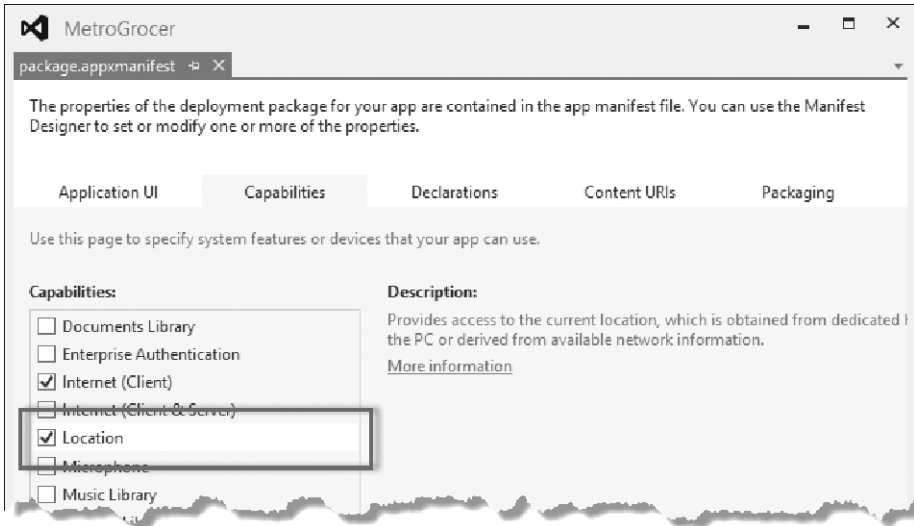 MetroGrocer
package.appxmanifest
The properties of the deployment package for your app are contained in the app manifest file. You can use the Manifest
Designer to set or modify one or more of the properties.
Application UI
Capabilities
Declarations
Content URIs
Packaging
Use this page to specify system features or devices that your app can use.
Capabilities:
Documents Library
Enterprise Authentication
Internet (Client)
Internet (Client & Server)
Location
Microphone
Music Library
Description:
Provides access to the current location, which is obtained from dedicated
the PC or derived from available network information.
More information